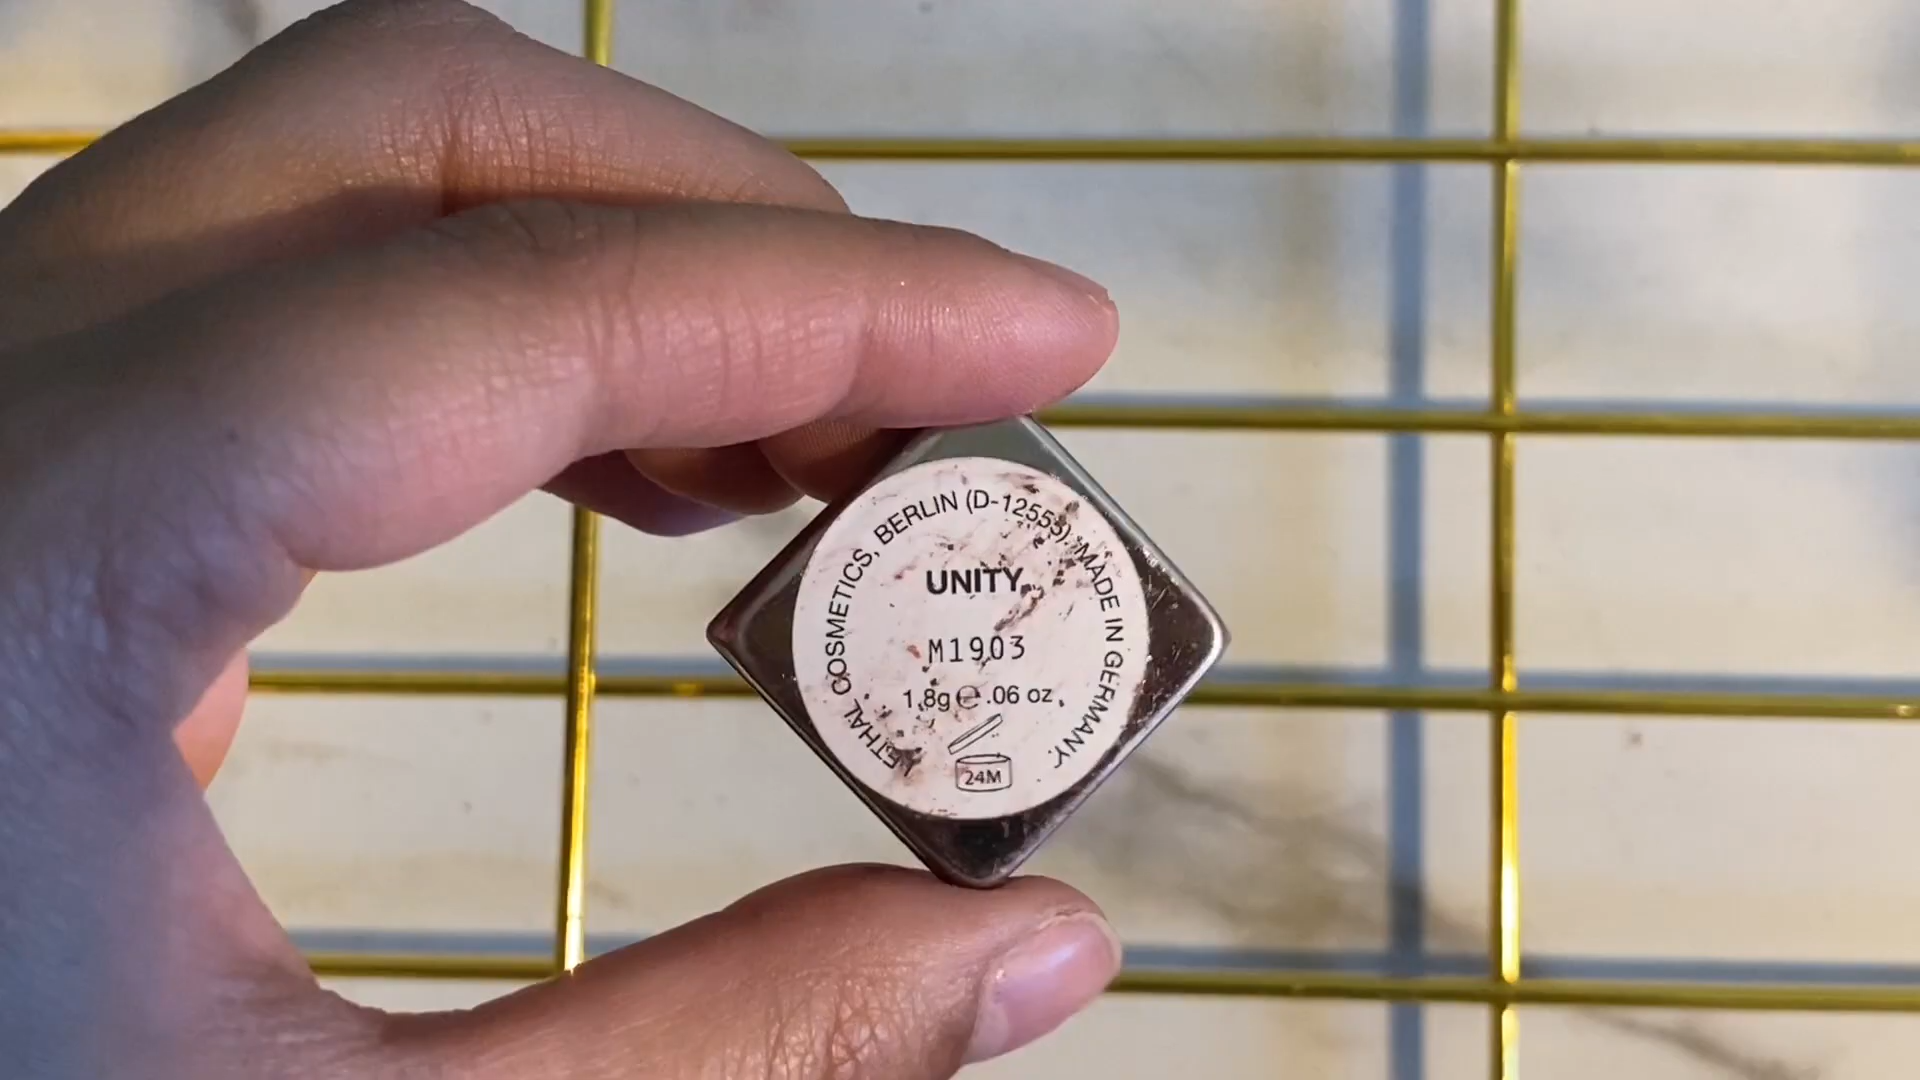 LETHAL COSMETICS, BERLIN (D-12555). MADE IN GERMANY.
UNITY
M1903
1.8g ℮ .06 oz.
24M